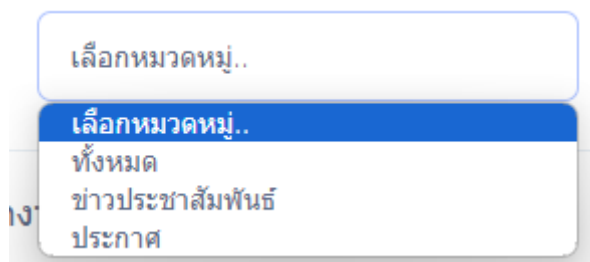 เลือกหมวดหมู่..
เลือกหมวดหมู่..
ทั้งหมด
ข่าวประชาสัมพันธ์
ประกาศ